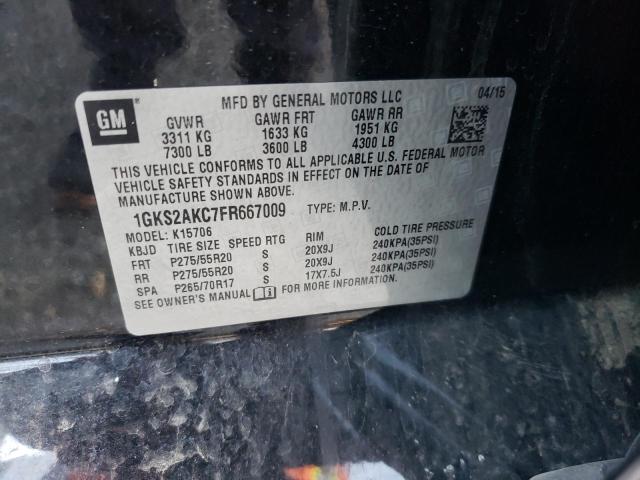 GM
MFD BY GENERAL MOTORS LLC 04/15
GVWR GAWR FRT GAWR RR
3311 KG 1633 KG 1951 KG
7300 LB 3600 LB 4300 LB
THIS VEHICLE CONFORMS TO ALL APPLICABLE U.S. FEDERAL MOTOR
VEHICLE SAFETY STANDARDS IN EFFECT ON THE DATE OF
MANUFACTURE SHOWN ABOVE.
1GKS2AKC7FR667009 TYPE: M.P.V.
MODEL: K15706
KBJD TIRE SIZE SPEED RTG RIM COLD TIRE PRESSURE
FRT P275/55R20 S 20X9J 240KPA(35PSI)
RR P275/55R20 S 20X9J 240KPA(35PSI)
SPA P265/70R17 S 17X7.5J 240KPA(35PSI)
SEE OWNER'S MANUAL FOR MORE INFORMATION.